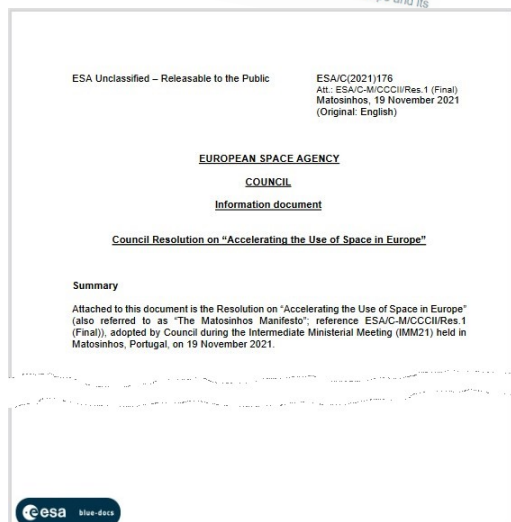 and its
ESA Unclassified – Releasable to the Public
ESA/C(2021)176
Att.: ESA/C-M/CCCII/Res.1 (Final)
Matosinhos, 19 November 2021
(Original: English)
EUROPEAN SPACE AGENCY
COUNCIL
Information document
Council Resolution on “Accelerating the Use of Space in Europe”
Summary
Attached to this document is the Resolution on “Accelerating the Use of Space in Europe”
(also referred to as “The Matosinhos Manifesto”; reference ESA/C-M/CCCII/Res.1
(Final)), adopted by Council during the Intermediate Ministerial Meeting (IMM21) held in
Matosinhos, Portugal, on 19 November 2021.
esa blue-docs